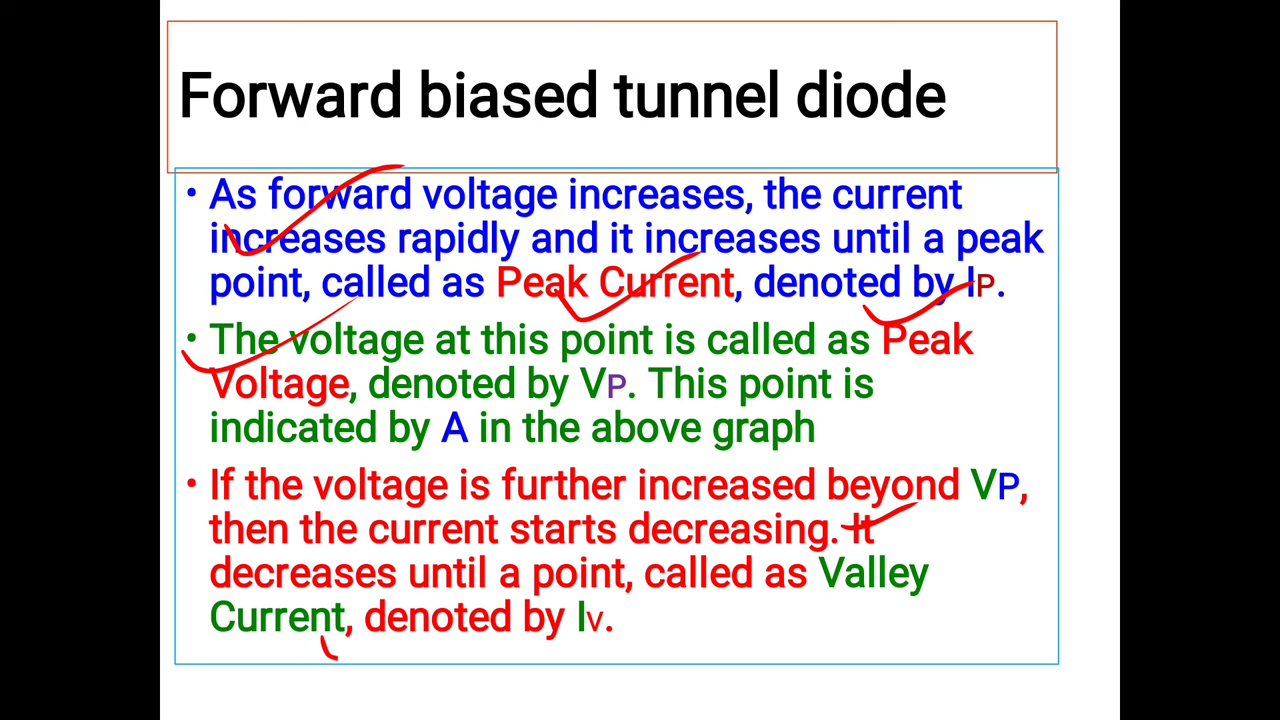 Forward biased tunnel diode
• As forward voltage increases, the current
increases rapidly and it increases until a peak
point, called as Peak Current, denoted by IP.
• The voltage at this point is called as Peak
Voltage, denoted by VP. This point is
indicated by A in the above graph
• If the voltage is further increased beyond VP,
then the current starts decreasing. It
decreases until a point, called as Valley
Current, denoted by IV.